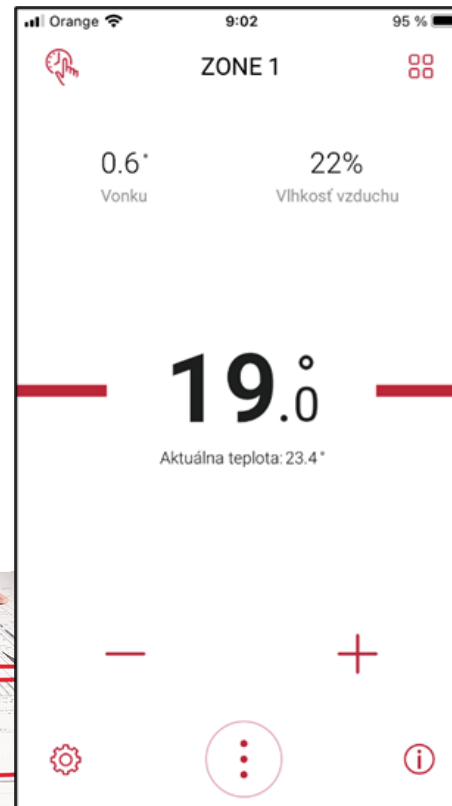 Orange 9:02 95 %
ZONE 1
0.6° 22%
Vonku Vlhkosť vzduchu
19.0°
Aktuálna teplota: 23.4°